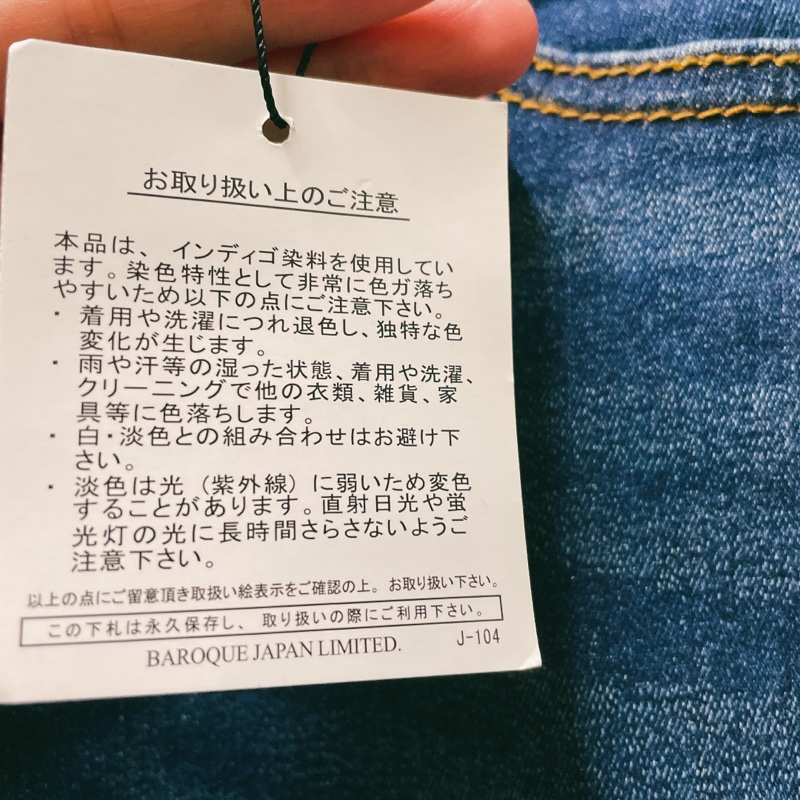 お取り扱い上のご注意
本品は、 インディゴ染料を使用してい
ます。染色特性として非常に色ガ落ち
やすいため以下の点にご注意下さい。
・ 着用や洗濯につれ退色し、独特な色
変化が生じます。
・ 雨や汗等の湿った状態、着用や洗濯、
クリーニングで他の衣類、雑貨、家
具等に色落ちします。
・ 白・淡色との組み合わせはお避け下
さい。
・ 淡色は光 （紫外線）に弱いため変色
することがあります。直射日光や蛍
光灯の光に長時間さらさないようご
注意下さい。
以上の点にご留意頂き取扱い絵表示をご確認の上。 お取り扱い下さい。
この下札は永久保存し、 取り扱いの際にご利用下さい。
BAROQUE JAPAN LIMITED. J-104